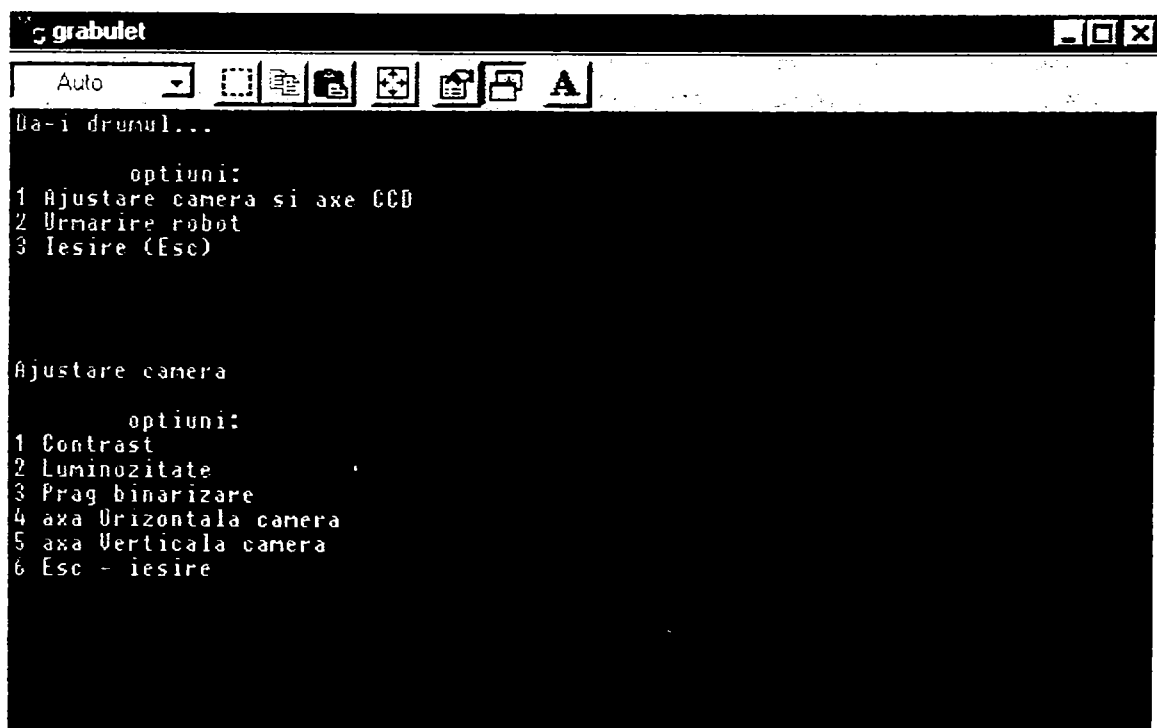 grabulet
Auto
A
Da-i drumul...
optiuni:
1 Ajustare camera si axe CCD
2 Urmarire robot
3 Iesire (Esc)
Ajustare camera
optiuni:
1 Contrast
2 Luminozitate
3 Prag binarizare
4 axa Orizontala camera
5 axa Verticala camera
6 Esc - iesire